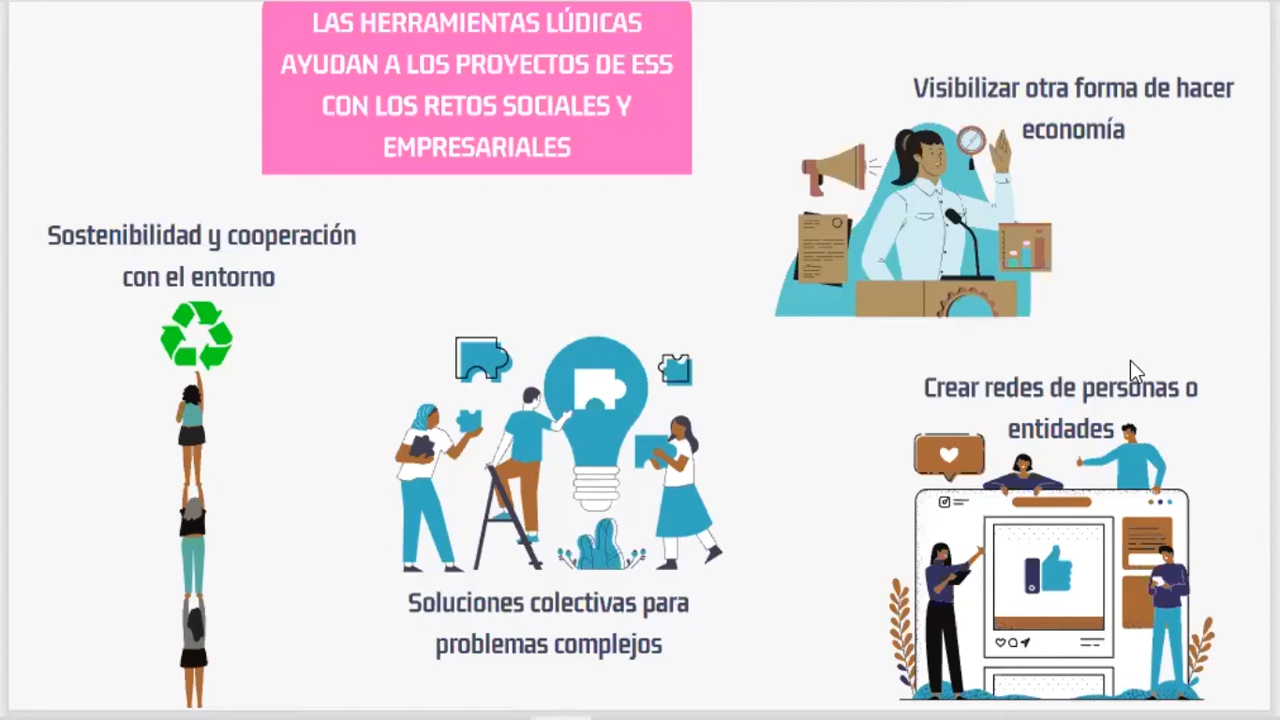 LAS HERRAMIENTAS LÚDICAS
AYUDAN A LOS PROYECTOS DE ESS
CON LOS RETOS SOCIALES Y
EMPRESARIALES
Visibilizar otra forma de hacer
economía
Sostenibilidad y cooperación
con el entorno
Crear redes de personas o
entidades
Soluciones colectivas para
problemas complejos